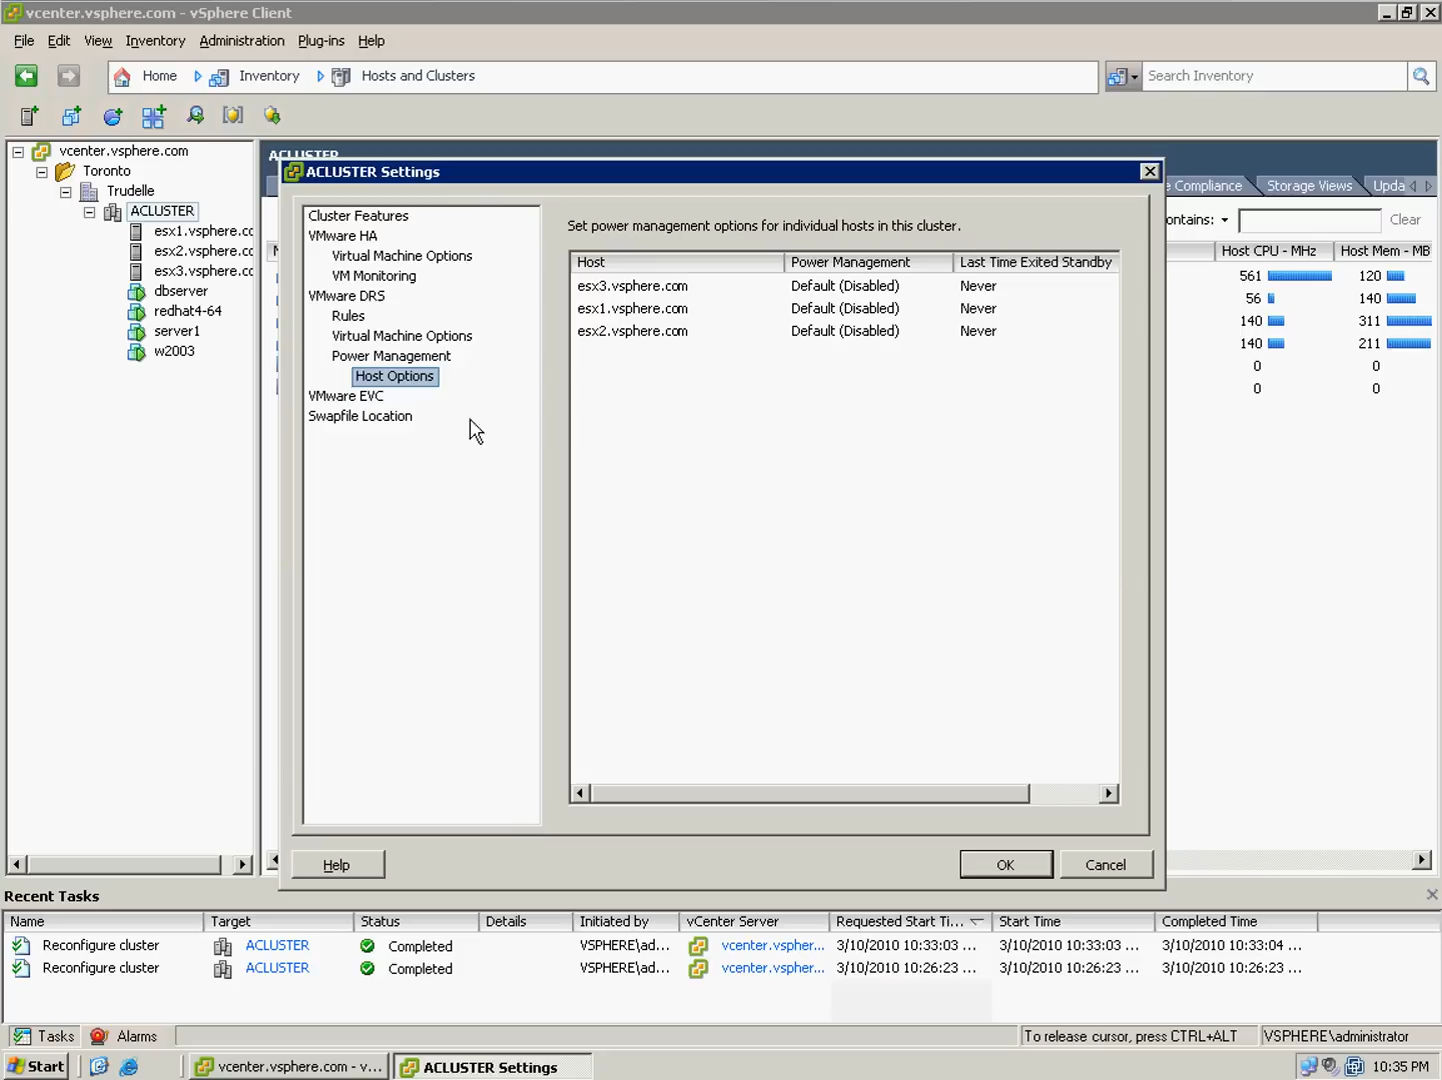 vcenter.vsphere.com - vSphere Client
File Edit View Inventory Administration Plug-ins Help
Home Inventory Hosts and Clusters Search Inventory
vcenter.vsphere.com
Toronto
Trudelle
ACLUSTER
esx1.vsphere.cc
esx2.vsphere.cc
esx3.vsphere.cc
dbserver
redhat4-64
server1
w2003
ACLUSTER
e Compliance Storage Views Upda
ontains: Clear
Host CPU - MHz Host Mem - MB
561 120
56 140
140 311
140 211
0 0
0 0
ACLUSTER Settings
Cluster Features
VMware HA
Virtual Machine Options
VM Monitoring
VMware DRS
Rules
Virtual Machine Options
Power Management
Host Options
VMware EVC
Swapfile Location
Set power management options for individual hosts in this cluster.
Host Power Management Last Time Exited Standby
esx3.vsphere.com Default (Disabled) Never
esx1.vsphere.com Default (Disabled) Never
esx2.vsphere.com Default (Disabled) Never
Help OK Cancel
Recent Tasks
Name Target Status Details Initiated by vCenter Server Requested Start Ti... Start Time Completed Time
Reconfigure cluster ACLUSTER Completed VSPHERE\ad... vcenter.vspher... 3/10/2010 10:33:03 ... 3/10/2010 10:33:03 ... 3/10/2010 10:33:04 ...
Reconfigure cluster ACLUSTER Completed VSPHERE\ad... vcenter.vspher... 3/10/2010 10:26:23 ... 3/10/2010 10:26:23 ... 3/10/2010 10:26:23 ...
Tasks Alarms To release cursor, press CTRL+ALT VSPHERE\administrator
Start vcenter.vsphere.com - v... ACLUSTER Settings 10:35 PM